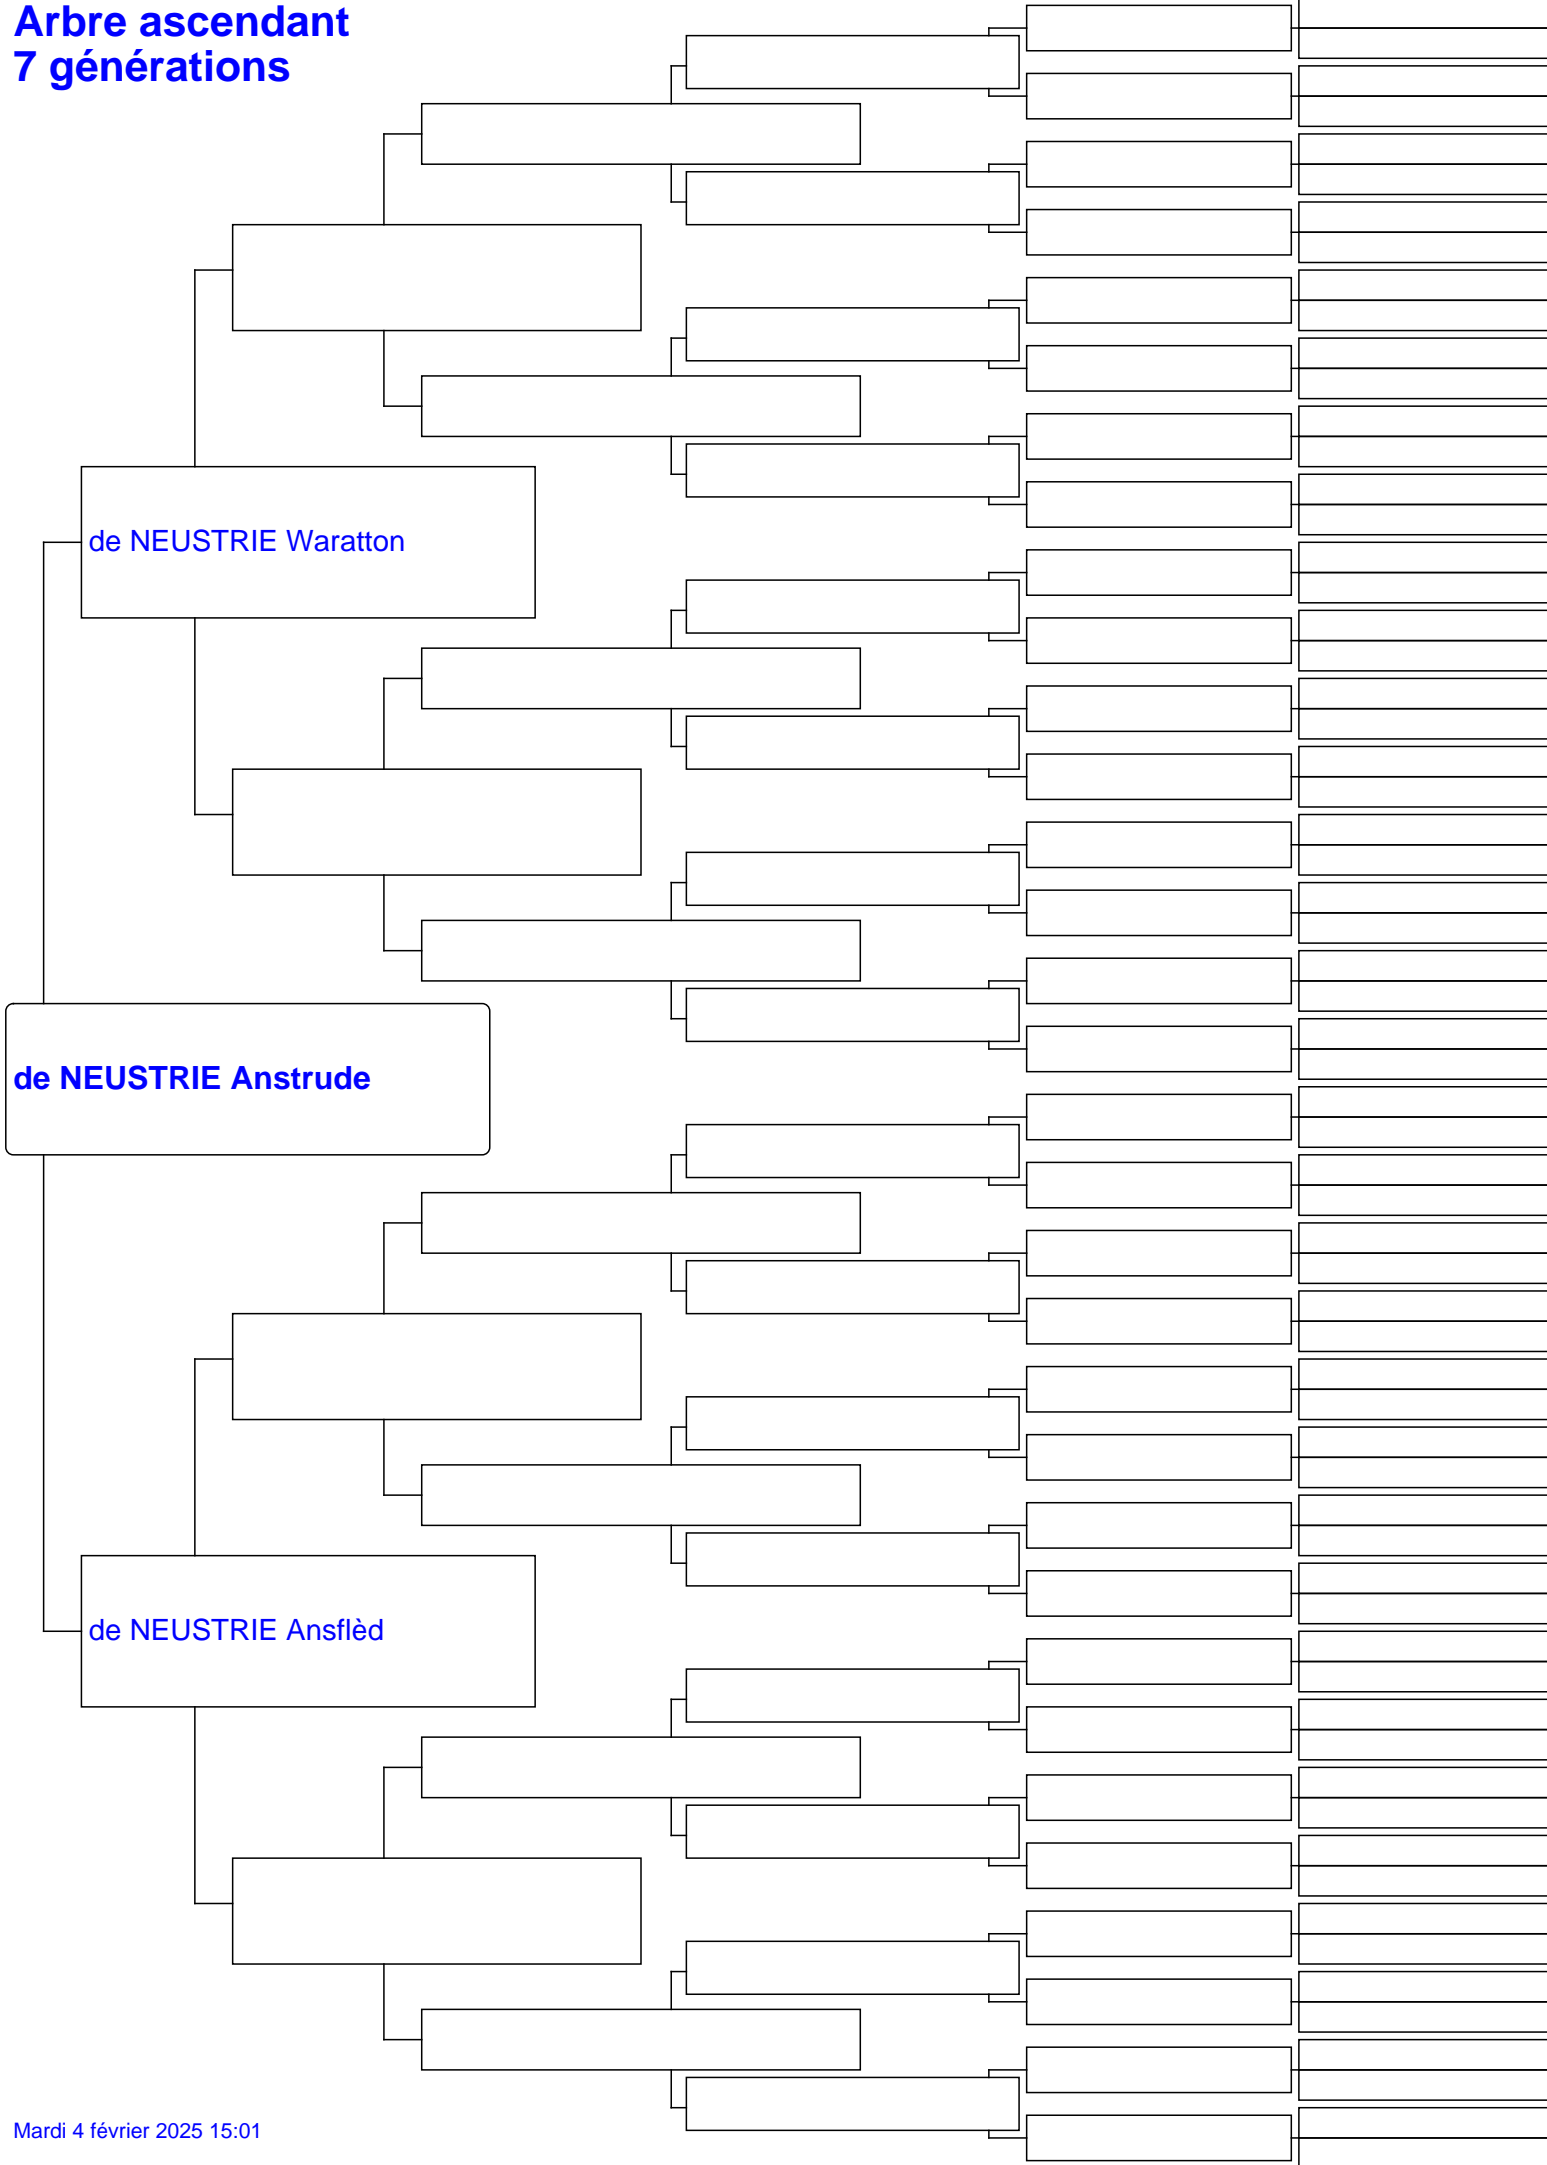 Arbre ascendant
7 générations
de NEUSTRIE Waratton
de NEUSTRIE Anstrude
de NEUSTRIE Ansflèd
Mardi 4 février 2025 15:01